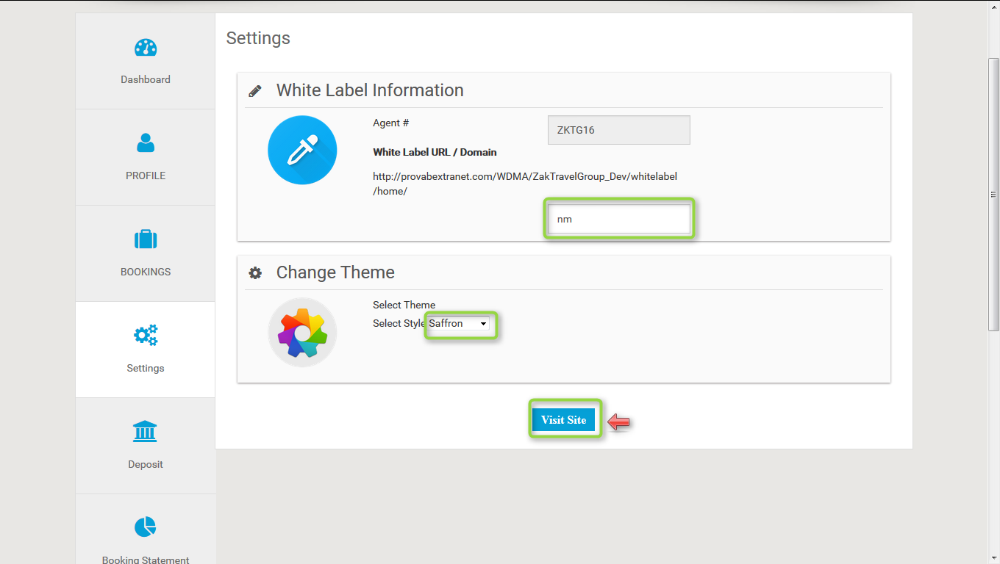 Dashboard
PROFILE
BOOKINGS
Settings
Deposit
Booking Statement
Settings
White Label Information
Agent #
ZKTG16
White Label URL / Domain
http://provabextranet.com/WDMA/ZakTravelGroup_Dev/whitelabel
/home/
nm
Change Theme
Select Theme
Select Style Saffron
Visit Site